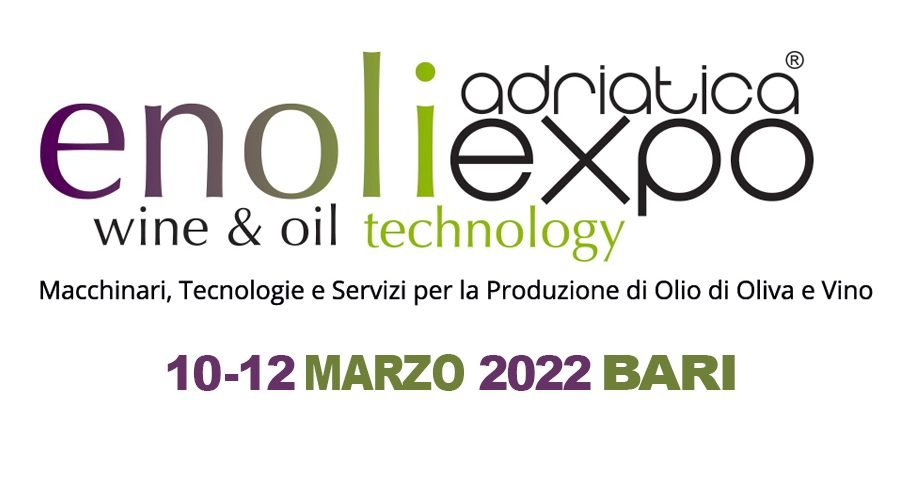 enoliexpo adriatica®
wine & oil technology
Macchinari, Tecnologie e Servizi per la Produzione di Olio di Oliva e Vino
10-12 MARZO 2022 BARI